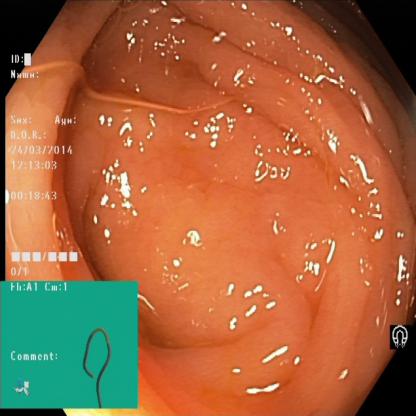 ID:
Name:
Sex: Age:
D.O.B.:
24/03/2014
12:13:03
00:18:43
0/1
Eh:A1 Cm:1
Comment: